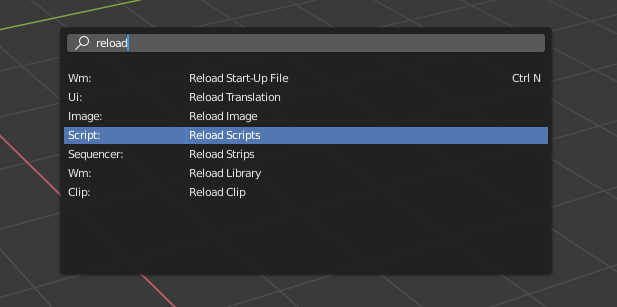 reload
Wm: Reload Start-Up File Ctrl N
Ui: Reload Translation
Image: Reload Image
Script: Reload Scripts
Sequencer: Reload Strips
Wm: Reload Library
Clip: Reload Clip